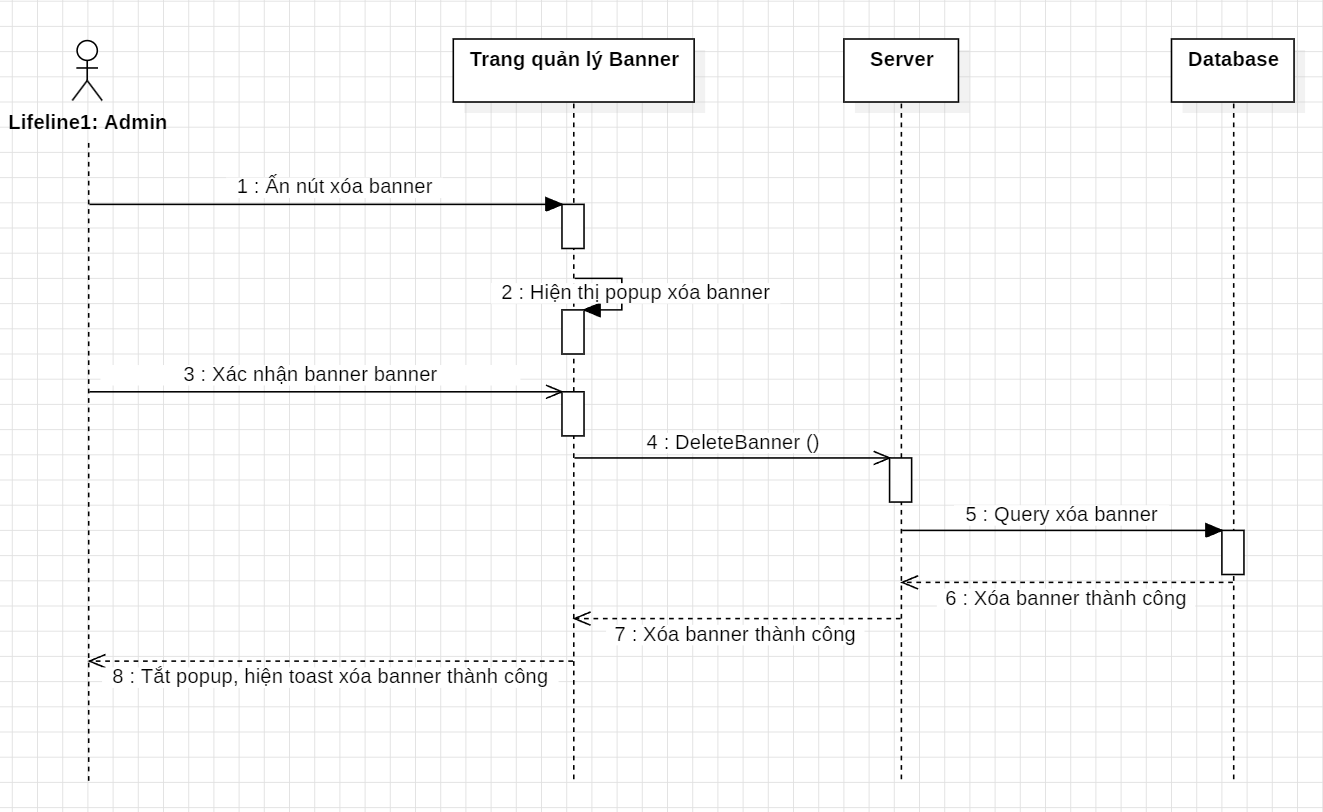 Trang quản lý Banner
Server
Database
Lifeline1: Admin
1 : Ấn nút xóa banner
2 : Hiện thị popup xóa banner
3 : Xác nhận banner banner
4 : DeleteBanner ()
5 : Query xóa banner
6 : Xóa banner thành công
7 : Xóa banner thành công
8 : Tắt popup, hiện toast xóa banner thành công